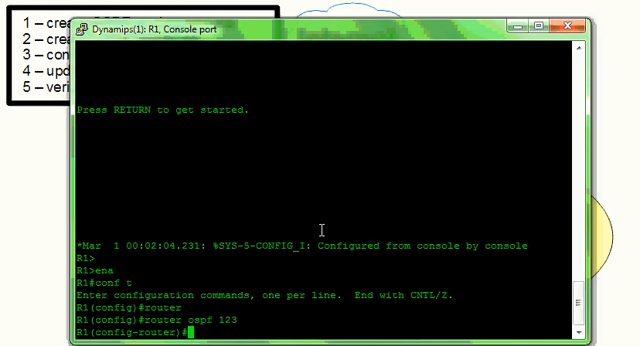 1 – crea
2 – crea
3 – con
4 – upd
5 – veri
Dynamips(1): R1, Console port
Press RETURN to get started.
*Mar  1 00:02:04.231: %SYS-5-CONFIG_I: Configured from console by console
R1>
R1>ena
R1#conf t
Enter configuration commands, one per line.  End with CNTL/Z.
R1(config)#router
R1(config)#router ospf 123
R1(config-router)#